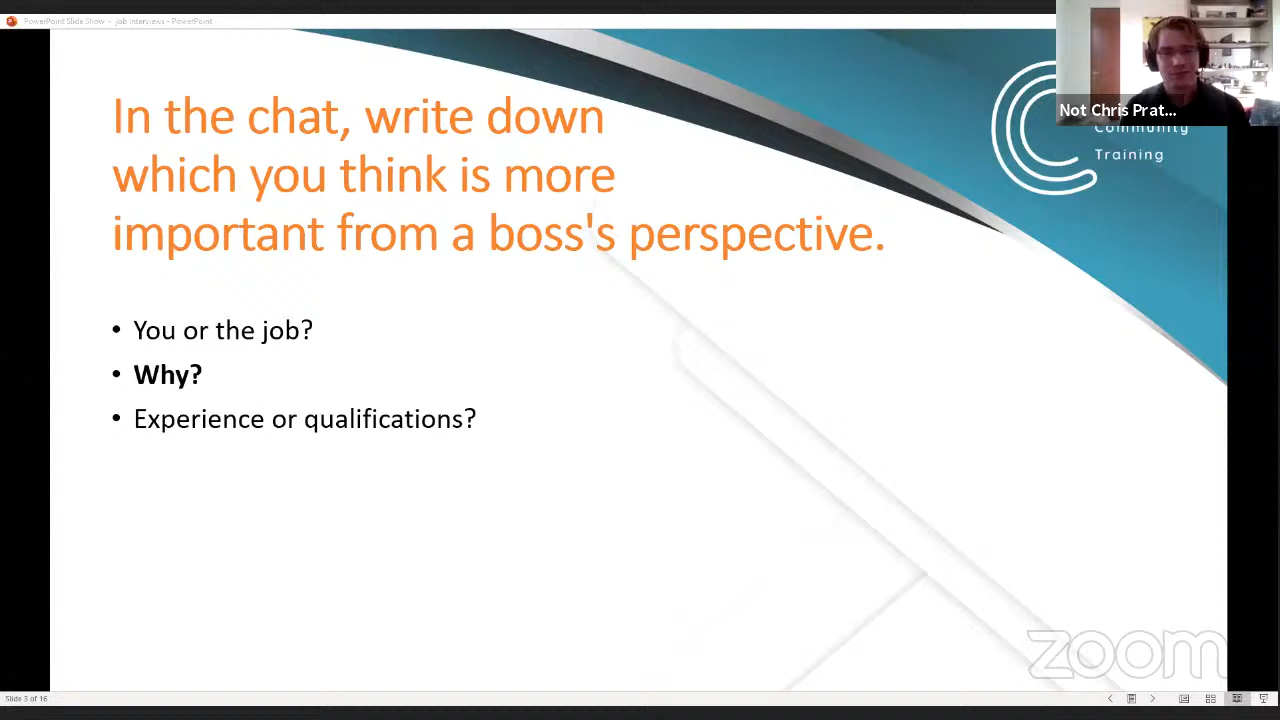 PowerPoint Slide Show - job interviews - PowerPoint
Not Chris Prat...
In the chat, write down
which you think is more
important from a boss's perspective.
Community
Training
• You or the job?
• Why?
• Experience or qualifications?
zoom
Slide 3 of 16